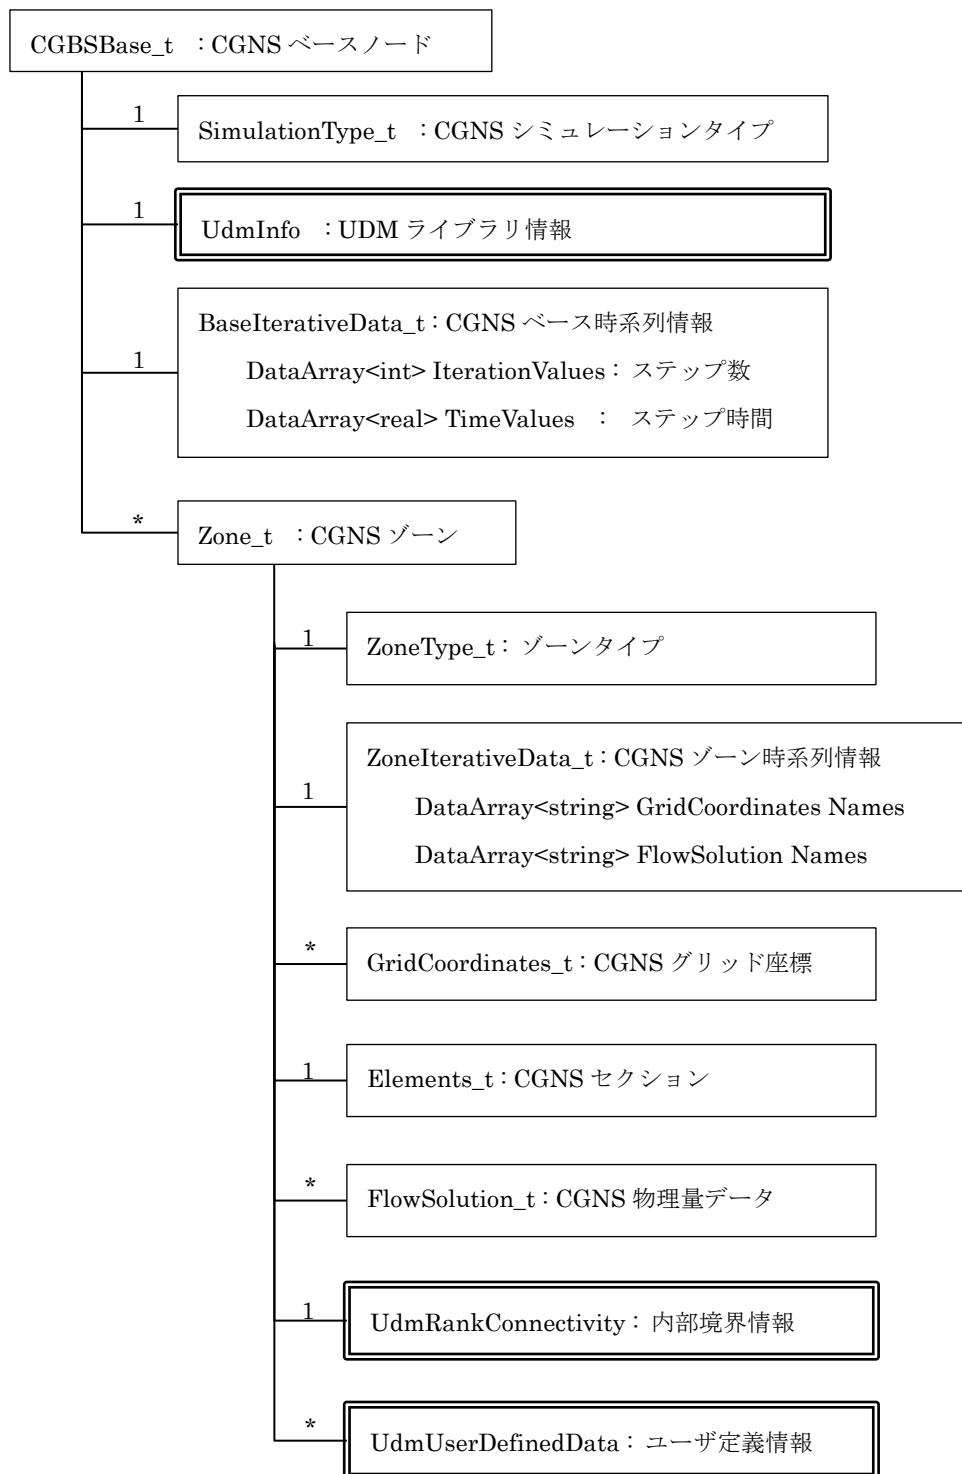 CGBSBase_t ：CGNS ベースノード
1
SimulationType_t ：CGNS シミュレーションタイプ
1
UdmInfo ：UDM ライブラリ情報
BaseIterativeData_t：CGNS ベース時系列情報
1
DataArray<int> IterationValues： ステップ数
DataArray<real> TimeValues ： ステップ時間
*
Zone_t ：CGNS ゾーン
1
ZoneType_t： ゾーンタイプ
ZoneIterativeData_t：CGNS ゾーン時系列情報
1
DataArray<string> GridCoordinates Names
DataArray<string> FlowSolution Names
*
GridCoordinates_t：CGNS グリッド座標
1
Elements_t：CGNS セクション
*
FlowSolution_t：CGNS 物理量データ
1
UdmRankConnectivity： 内部境界情報
*
UdmUserDefinedData： ユーザ定義情報